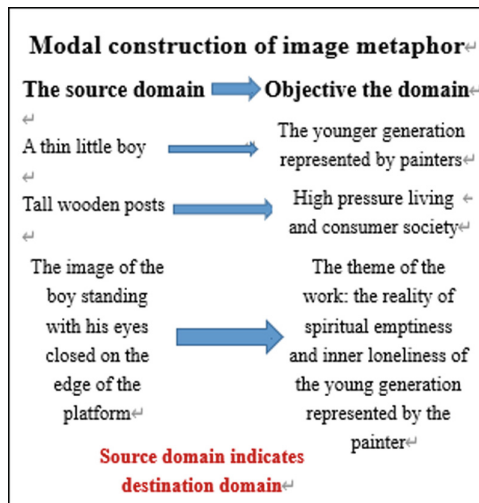 Modal construction of image metaphor↵
The source domain Objective the domain↵
↵
A thin little boy
The younger generation
represented by painters↵
↵
Tall wooden posts
High pressure living ↵
and consumer society↵
↵
The image of the
boy standing
with his eyes
closed on the
edge of the
platform↵
The theme of the
work: the reality of
spiritual emptiness
and inner loneliness of
the young generation
represented by the
painter↵
Source domain indicates
destination domain↵